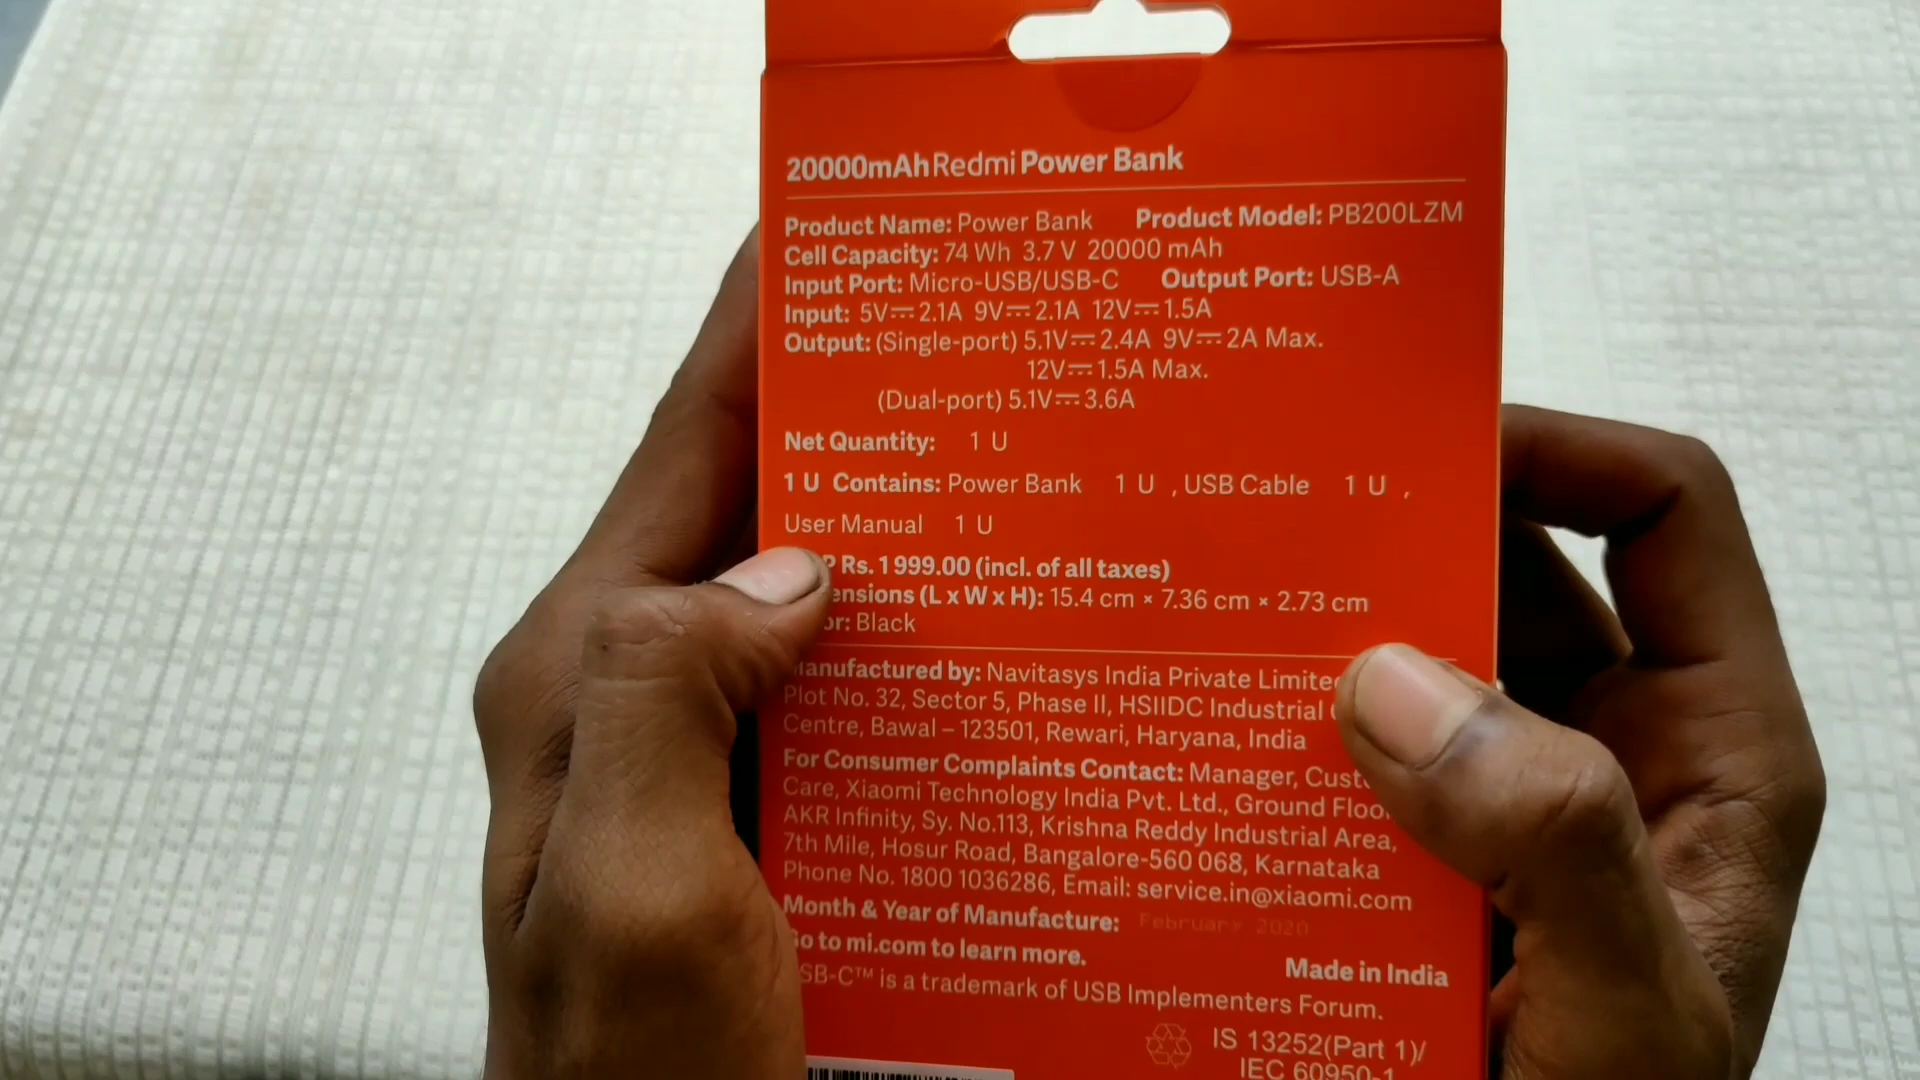 20000mAh Redmi Power Bank
Product Name: Power Bank Product Model: PB200LZM
Cell Capacity: 74 Wh 3.7 V 20000 mAh
Input Port: Micro-USB/USB-C Output Port: USB-A
Input: 5V⎓2.1A 9V⎓2.1A 12V⎓1.5A
Output: (Single-port) 5.1V⎓2.4A 9V⎓2A Max.
12V⎓1.5A Max.
(Dual-port) 5.1V⎓3.6A
Net Quantity: 1 U
1 U Contains: Power Bank 1 U , USB Cable 1 U ,
User Manual 1 U
P Rs. 1999.00 (incl. of all taxes)
ensions (L x W x H): 15.4 cm × 7.36 cm × 2.73 cm
or: Black
anufactured by: Navitasys India Private Limite
Plot No. 32, Sector 5, Phase II, HSIIDC Industrial
Centre, Bawal – 123501, Rewari, Haryana, India
For Consumer Complaints Contact: Manager, Cust
Care, Xiaomi Technology India Pvt. Ltd., Ground Floo
AKR Infinity, Sy. No.113, Krishna Reddy Industrial Area,
7th Mile, Hosur Road, Bangalore-560 068, Karnataka
Phone No. 1800 1036286, Email: service.in@xiaomi.com
Month & Year of Manufacture: February 2020
o to mi.com to learn more.
Made in India
SB-C™ is a trademark of USB Implementers Forum.
IS 13252(Part 1)/
IEC 60950-1